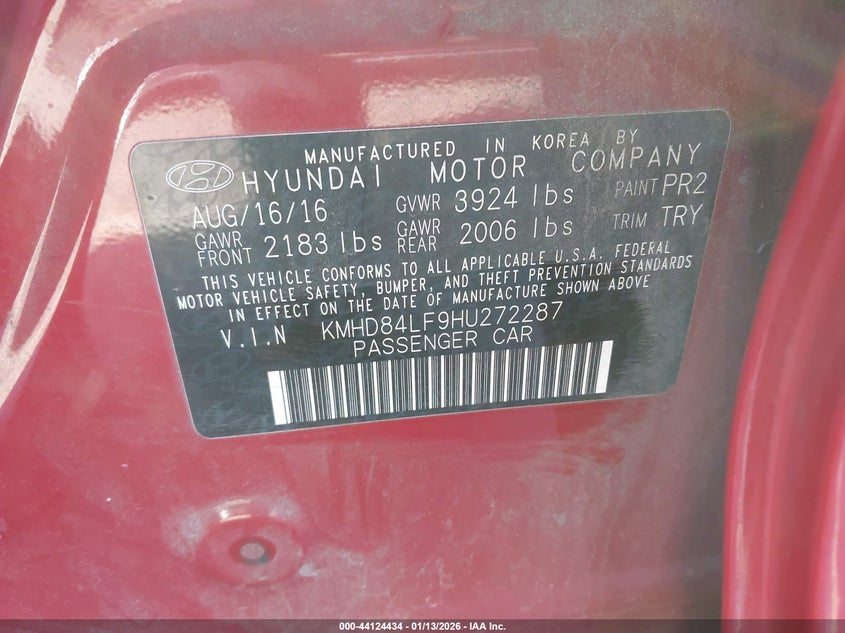 MANUFACTURED IN KOREA BY
HYUNDAI MOTOR COMPANY
AUG/16/16 GVWR 3924 lbs PAINT PR2
GAWR FRONT 2183 lbs GAWR REAR 2006 lbs TRIM TRY
THIS VEHICLE CONFORMS TO ALL APPLICABLE U.S.A. FEDERAL
MOTOR VEHICLE SAFETY, BUMPER, AND THEFT PREVENTION STANDARDS
IN EFFECT ON THE DATE OF MANUFACTURE SHOWN ABOVE
V.I.N KMHD84LF9HU272287
PASSENGER CAR
000-44124434 - 01/13/2026 - IAA Inc.